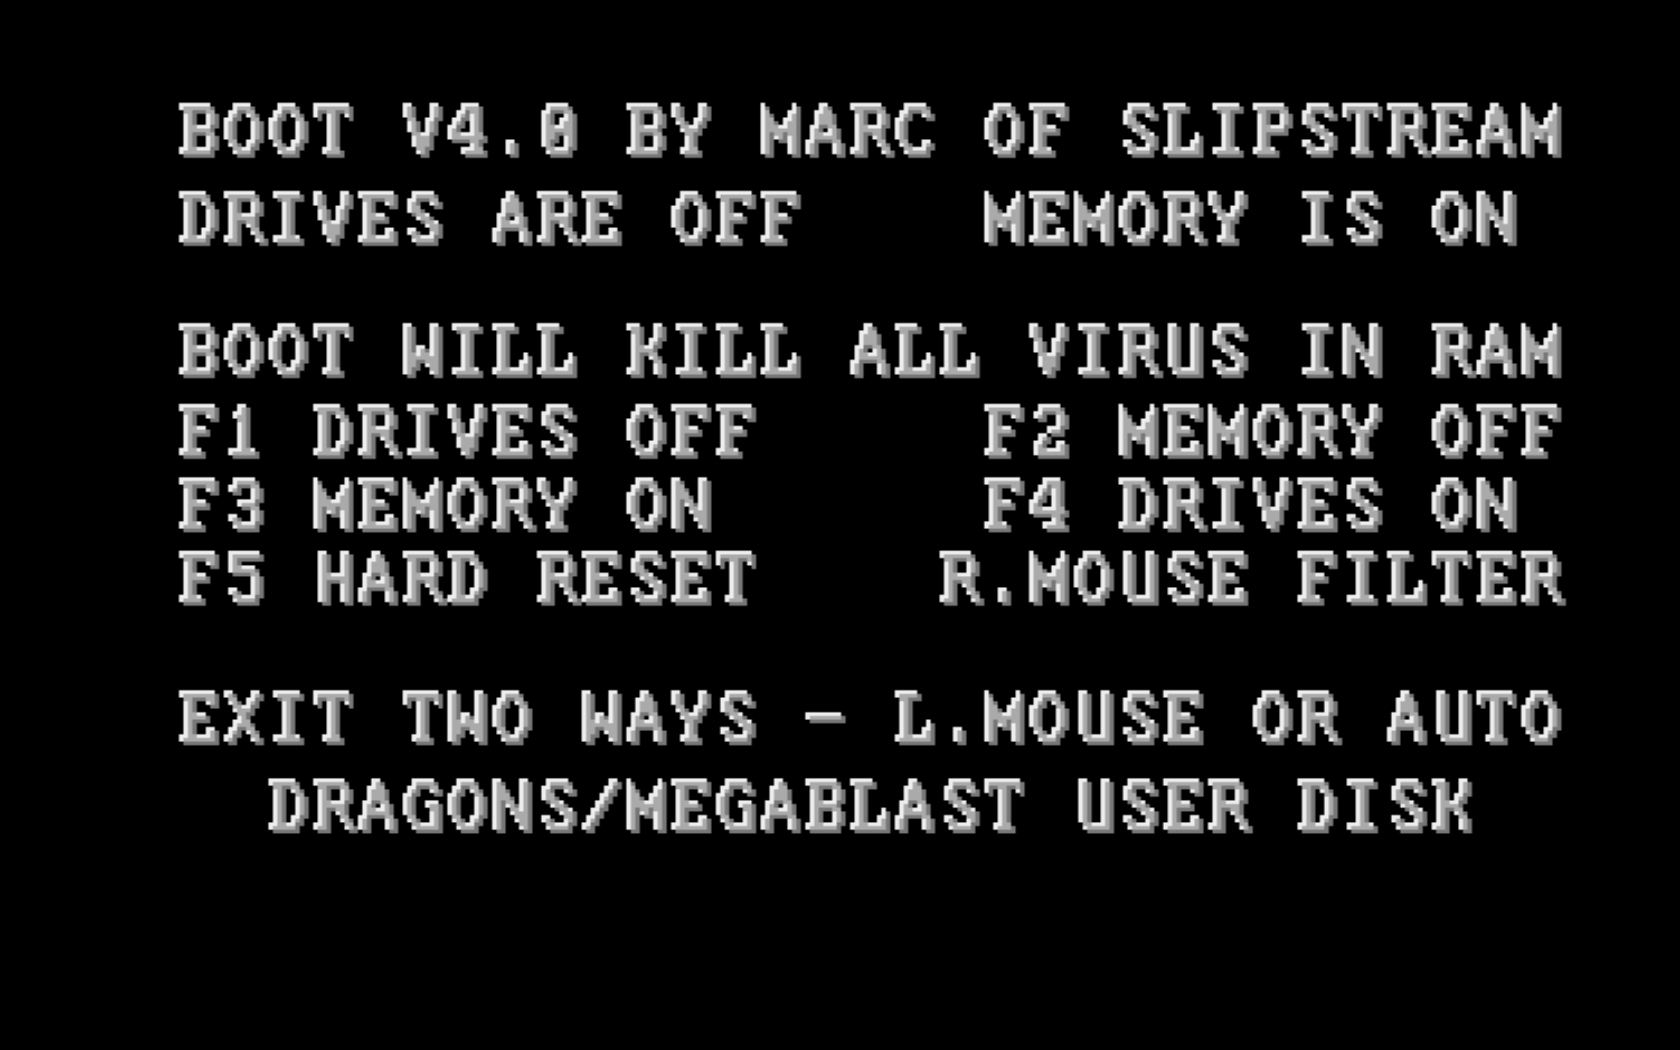 BOOT V4.0 BY MARC OF SLIPSTREAM
DRIVES ARE OFF    MEMORY IS ON
BOOT WILL KILL ALL VIRUS IN RAM
F1 DRIVES OFF     F2 MEMORY OFF
F3 MEMORY ON      F4 DRIVES ON
F5 HARD RESET    R.MOUSE FILTER
EXIT TWO WAYS - L.MOUSE OR AUTO
DRAGONS/MEGABLAST USER DISK